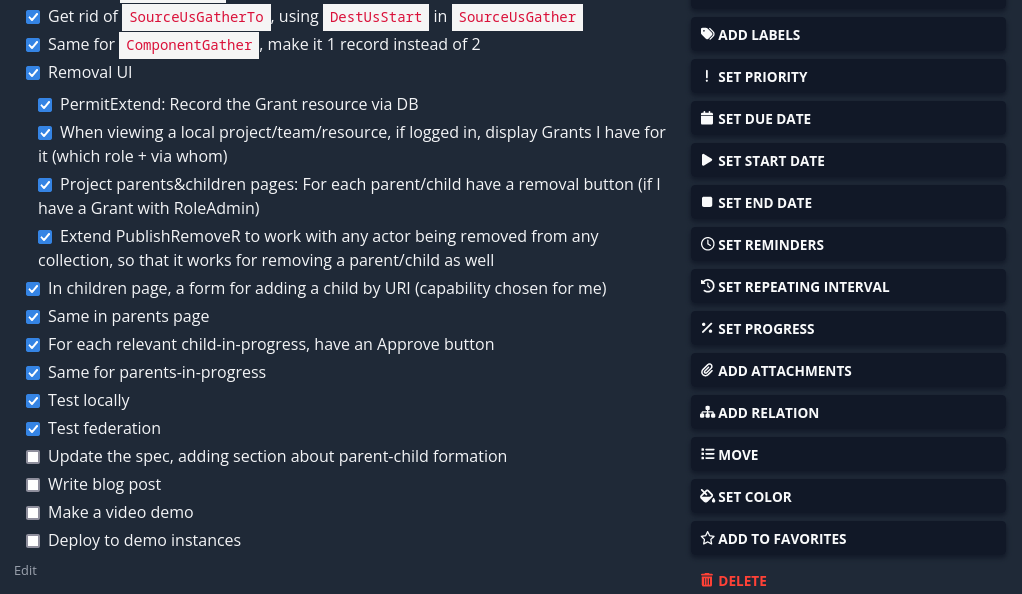 Get rid of SourceUsGatherTo, using DestUsStart in SourceUsGather
Same for ComponentGather, make it 1 record instead of 2
Removal UI
PermitExtend: Record the Grant resource via DB
When viewing a local project/team/resource, if logged in, display Grants I have for
it (which role + via whom)
Project parents&children pages: For each parent/child have a removal button (if I
have a Grant with RoleAdmin)
Extend PublishRemoveR to work with any actor being removed from any
collection, so that it works for removing a parent/child as well
In children page, a form for adding a child by URI (capability chosen for me)
Same in parents page
For each relevant child-in-progress, have an Approve button
Same for parents-in-progress
Test locally
Test federation
Update the spec, adding section about parent-child formation
Write blog post
Make a video demo
Deploy to demo instances
Edit
ADD LABELS
SET PRIORITY
SET DUE DATE
SET START DATE
SET END DATE
SET REMINDERS
SET REPEATING INTERVAL
SET PROGRESS
ADD ATTACHMENTS
ADD RELATION
MOVE
SET COLOR
ADD TO FAVORITES
DELETE